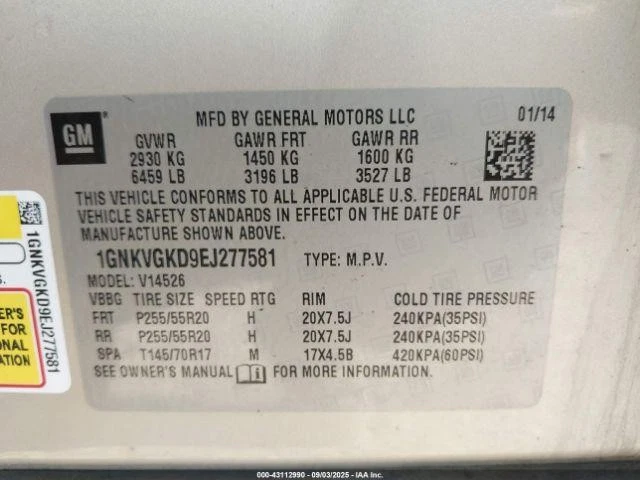 GM
MFD BY GENERAL MOTORS LLC 01/14
GVWR GAWR FRT GAWR RR
2930 KG 1450 KG 1600 KG
6459 LB 3196 LB 3527 LB
THIS VEHICLE CONFORMS TO ALL APPLICABLE U.S. FEDERAL MOTOR
VEHICLE SAFETY STANDARDS IN EFFECT ON THE DATE OF
MANUFACTURE SHOWN ABOVE.
1GNKVGKD9EJ277581 TYPE: M.P.V.
MODEL: V14526
VBBG TIRE SIZE SPEED RTG RIM COLD TIRE PRESSURE
FRT P255/55R20 H 20X7.5J 240KPA(35PSI)
RR P255/55R20 H 20X7.5J 240KPA(35PSI)
SPA T145/70R17 M 17X4.5B 420KPA(60PSI)
SEE OWNER'S MANUAL FOR MORE INFORMATION.
1GNKVGKD9EJ277581
FOR
ONAL
000-43112990 - 09/03/2025 - IAAI.com